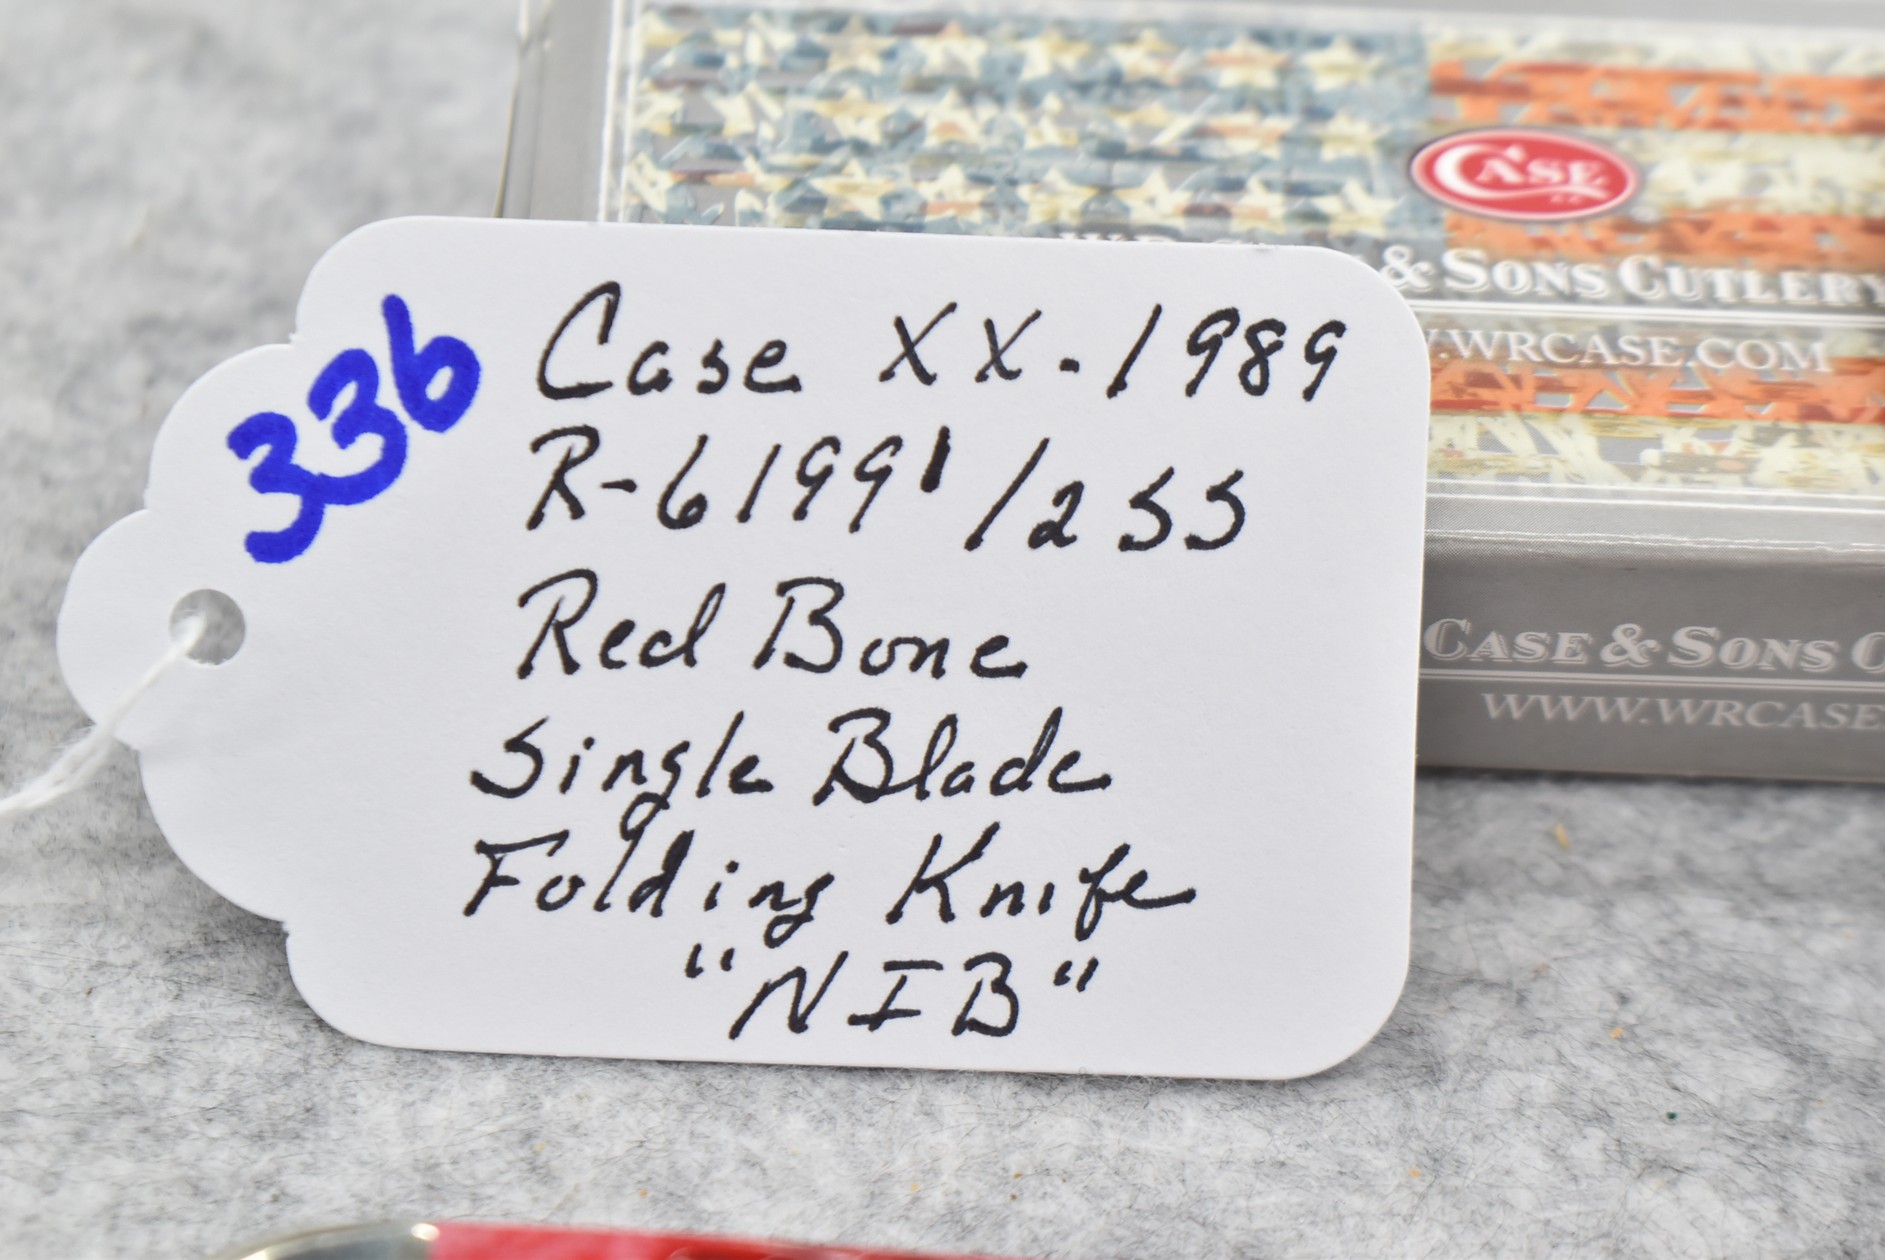 336
Case XX-1989
R-6199 1/2 SS
Red Bone
Single Blade
Folding Knife
"NIB"
CASE
& SONS CUTLERY
.WRCASE.COM
CASE & SONS C
WWW.WRCASE